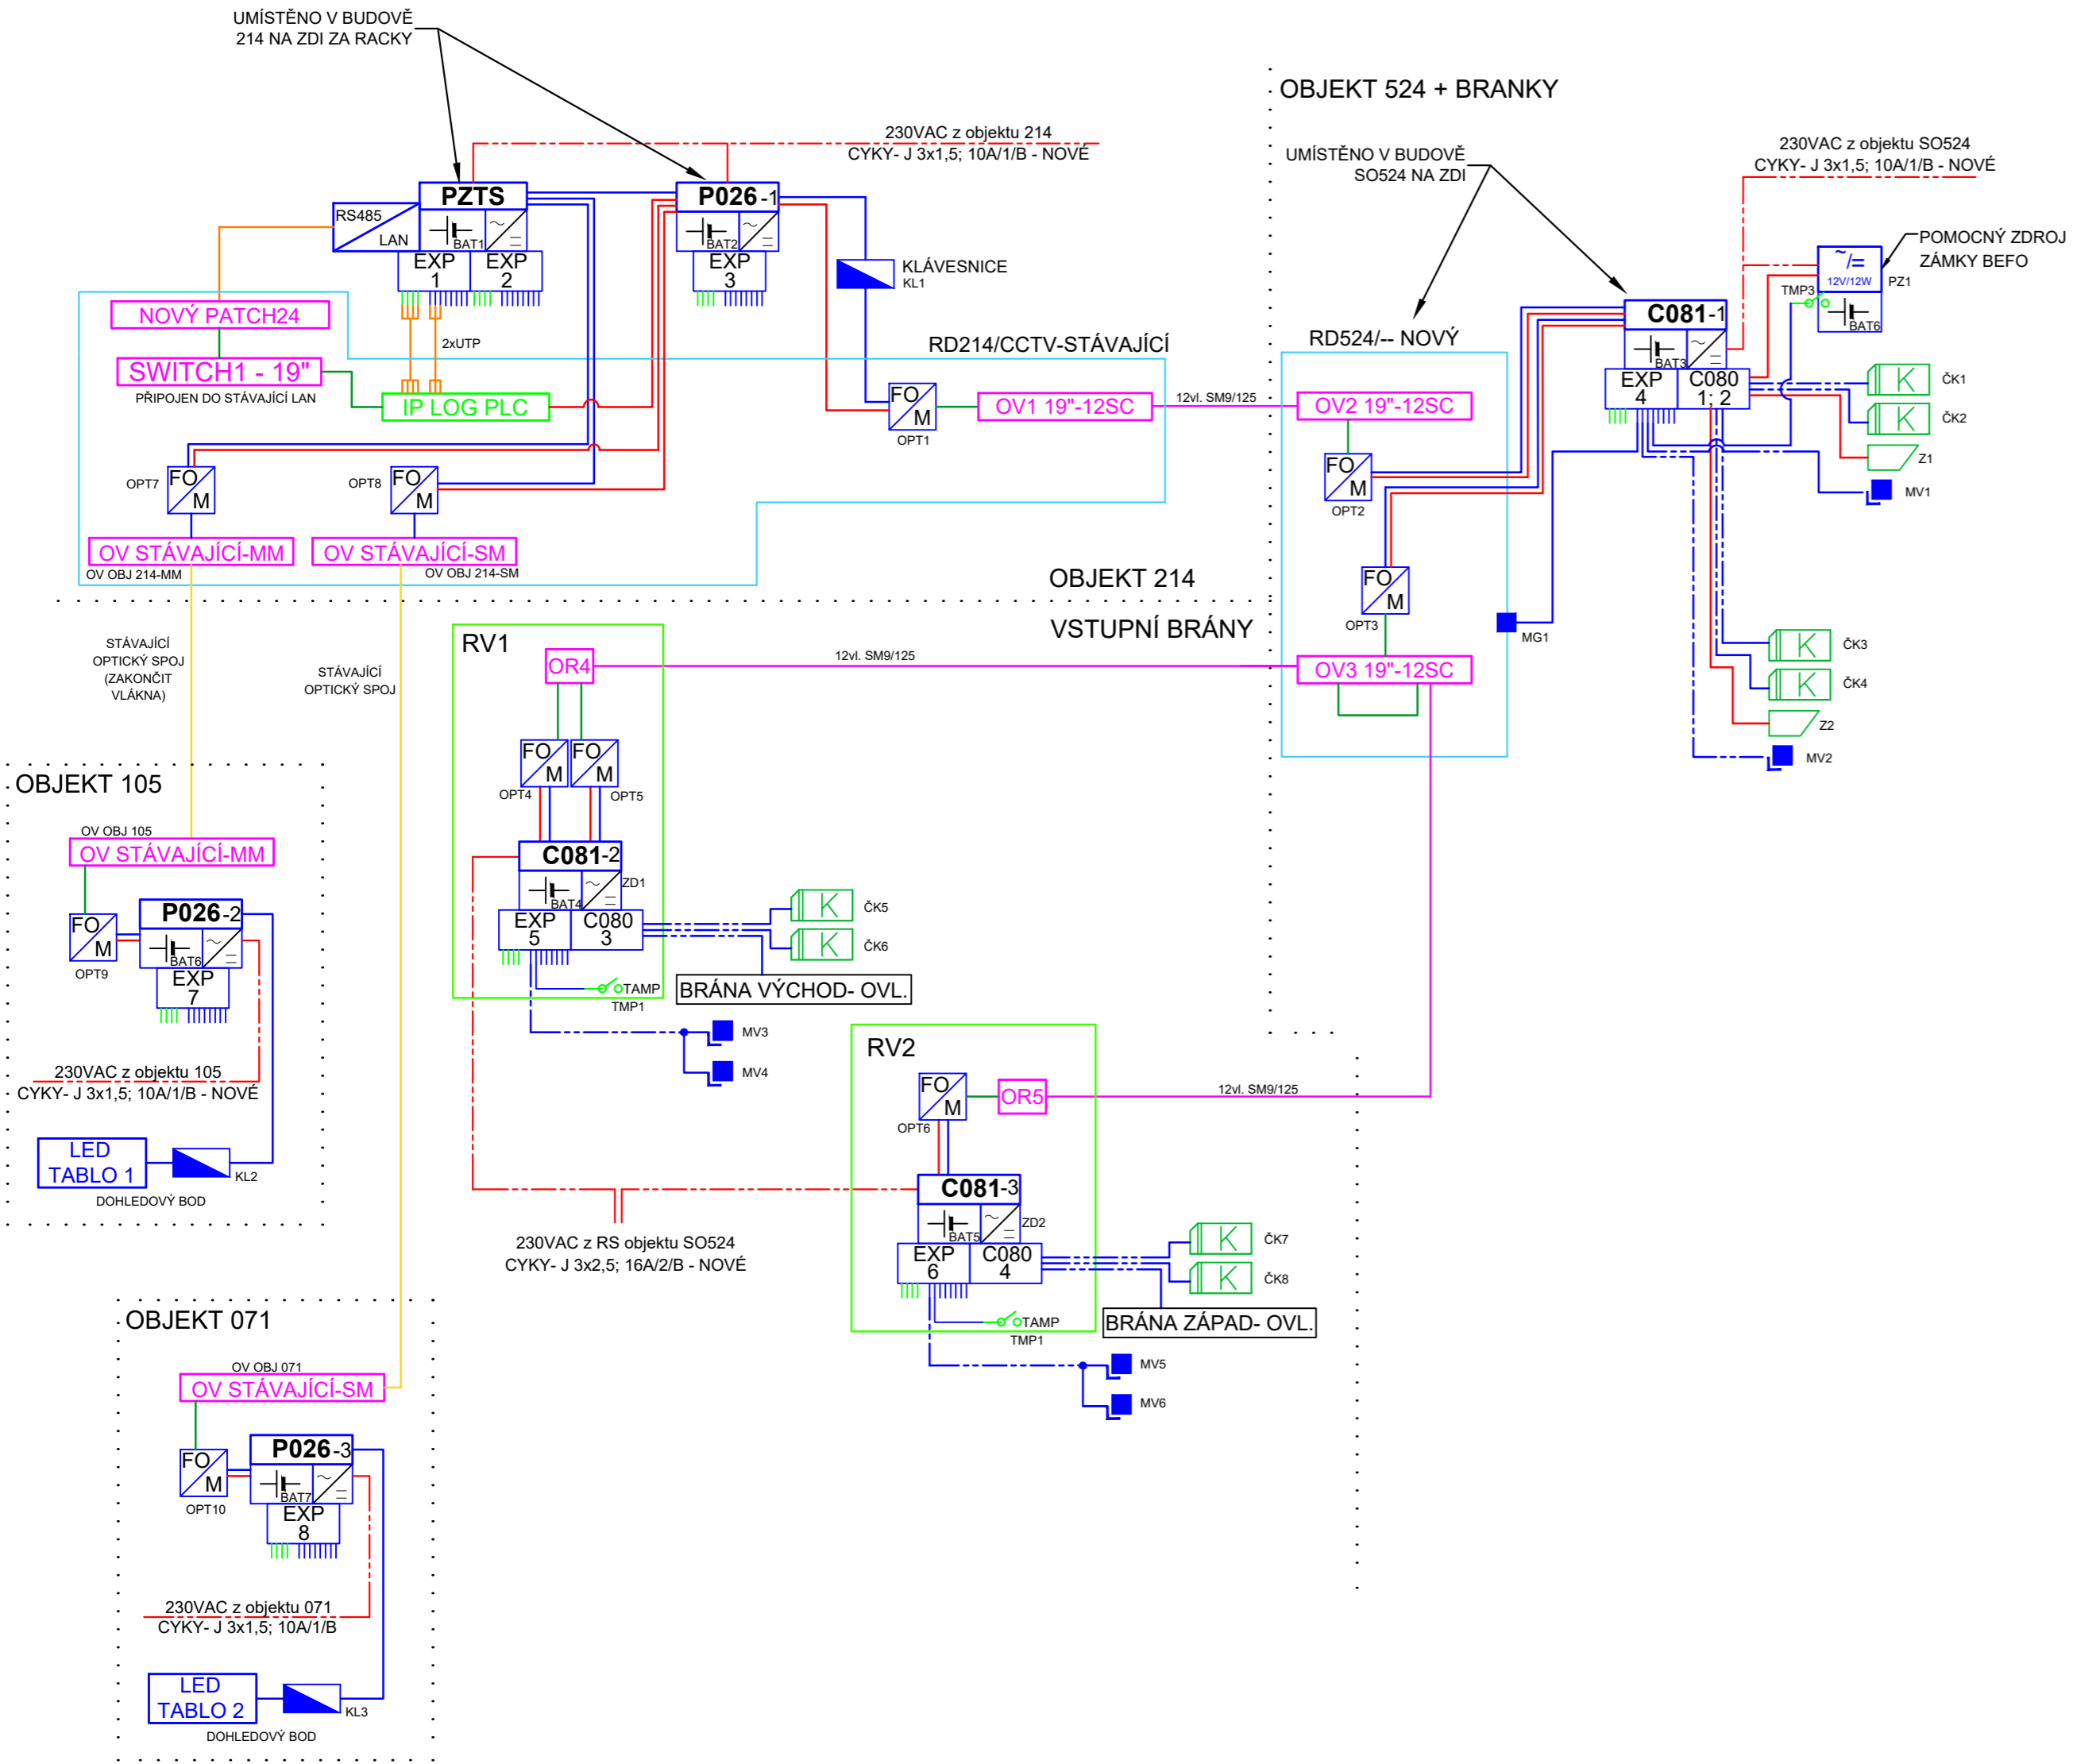 UMÍSTĚNO V BUDOVĚ
214 NA ZDI ZA RACKY
230VAC z objektu 214
CYKY- J 3x1,5; 10A/1/B - NOVÉ
PZTS
P026-1
RS485
LAN
BAT1
BAT2
EXP
1
EXP
2
EXP
3
KLÁVESNICE
KL1
NOVÝ PATCH24
2xUTP
SWITCH1 - 19"
PŘIPOJEN DO STÁVAJÍCÍ LAN
IP LOG PLC
RD214/CCTV-STÁVAJÍCÍ
FO
M
OPT1
OV1 19"-12SC
12vl. SM9/125
OPT7
FO
M
OPT8
FO
M
OV STÁVAJÍCÍ-MM
OV OBJ 214-MM
OV STÁVAJÍCÍ-SM
OV OBJ 214-SM
OBJEKT 214
OBJEKT 524 + BRANKY
UMÍSTĚNO V BUDOVĚ
SO524 NA ZDI
230VAC z objektu SO524
CYKY- J 3x1,5; 10A/1/B - NOVÉ
POMOCNÝ ZDROJ
ZÁMKY BEFO
~/=
12V/12W
PZ1
TMP3
BAT6
RD524/-- NOVÝ
C081-1
BAT3
EXP
4
C080
1; 2
ČK1
ČK2
Z1
MV1
OV2 19"-12SC
FO
M
OPT2
FO
M
OPT3
MG1
OV3 19"-12SC
ČK3
ČK4
Z2
MV2
VSTUPNÍ BRÁNY
STÁVAJÍCÍ
OPTICKÝ SPOJ
(ZAKONČIT
VLÁKNA)
STÁVAJÍCÍ
OPTICKÝ SPOJ
RV1
OR4
12vl. SM9/125
FO
M
FO
M
OPT4
OPT5
C081-2
BAT4
ZD1
EXP
5
C080
3
ČK5
ČK6
TAMP
TMP1
BRÁNA VÝCHOD- OVL.
MV3
MV4
OBJEKT 105
OV OBJ 105
OV STÁVAJÍCÍ-MM
FO
M
OPT9
P026-2
BAT6
EXP
7
230VAC z objektu 105
CYKY- J 3x1,5; 10A/1/B - NOVÉ
LED
TABLO 1
KL2
DOHLEDOVÝ BOD
RV2
FO
M
OPT6
OR5
12vl. SM9/125
C081-3
BAT5
ZD2
EXP
6
C080
4
ČK7
ČK8
TAMP
TMP1
BRÁNA ZÁPAD- OVL.
MV5
MV6
230VAC z RS objektu SO524
CYKY- J 3x2,5; 16A/2/B - NOVÉ
OBJEKT 071
OV OBJ 071
OV STÁVAJÍCÍ-SM
FO
M
OPT10
P026-3
BAT7
EXP
8
230VAC z objektu 071
CYKY- J 3x1,5; 10A/1/B
LED
TABLO 2
KL3
DOHLEDOVÝ BOD